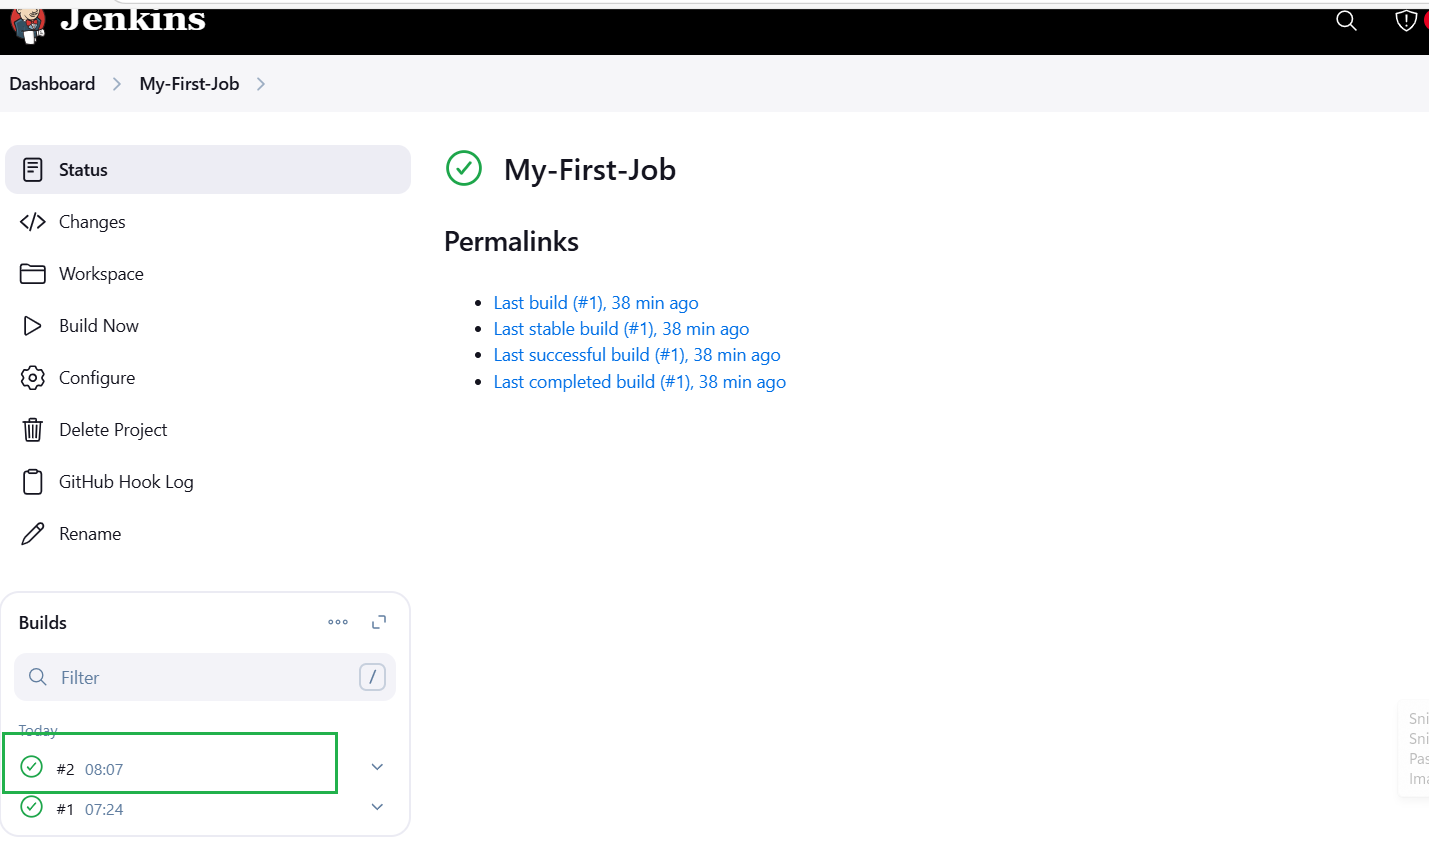 Jenkins
Dashboard My-First-Job
Status
Changes
Workspace
Build Now
Configure
Delete Project
GitHub Hook Log
Rename
My-First-Job
Permalinks
Last build (#1), 38 min ago
Last stable build (#1), 38 min ago
Last successful build (#1), 38 min ago
Last completed build (#1), 38 min ago
Builds
Filter /
Today
#2 08:07
#1 07:24
Sni
Sni
Pas
Ima